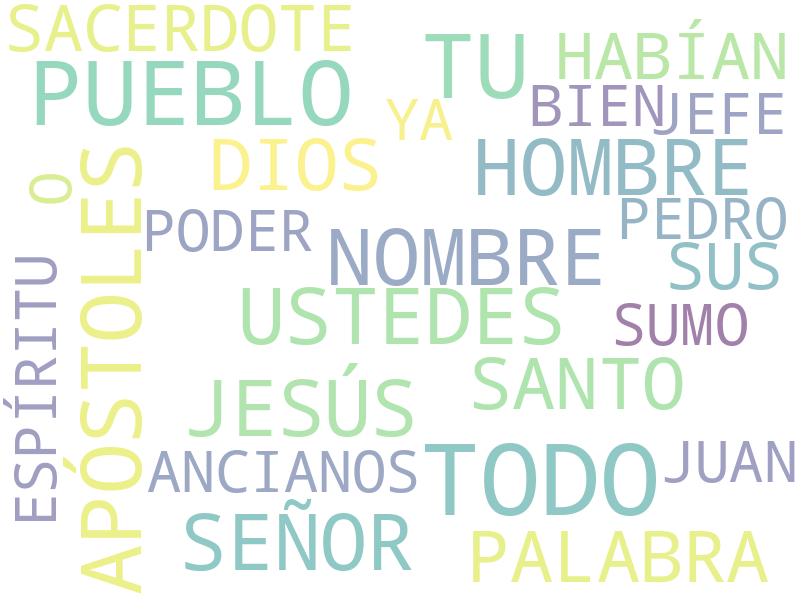 SACERDOTE
TU
HABÍAN
PUEBLO
YA
BIEN
JEFE
DIOS
HOMBRE
O
APÓSTOLES
PODER
PEDRO
NOMBRE
SUS
ESPÍRITU
USTEDES
SUMO
JESÚS
SANTO
ANCIANOS
TODO
JUAN
SEÑOR
PALABRA